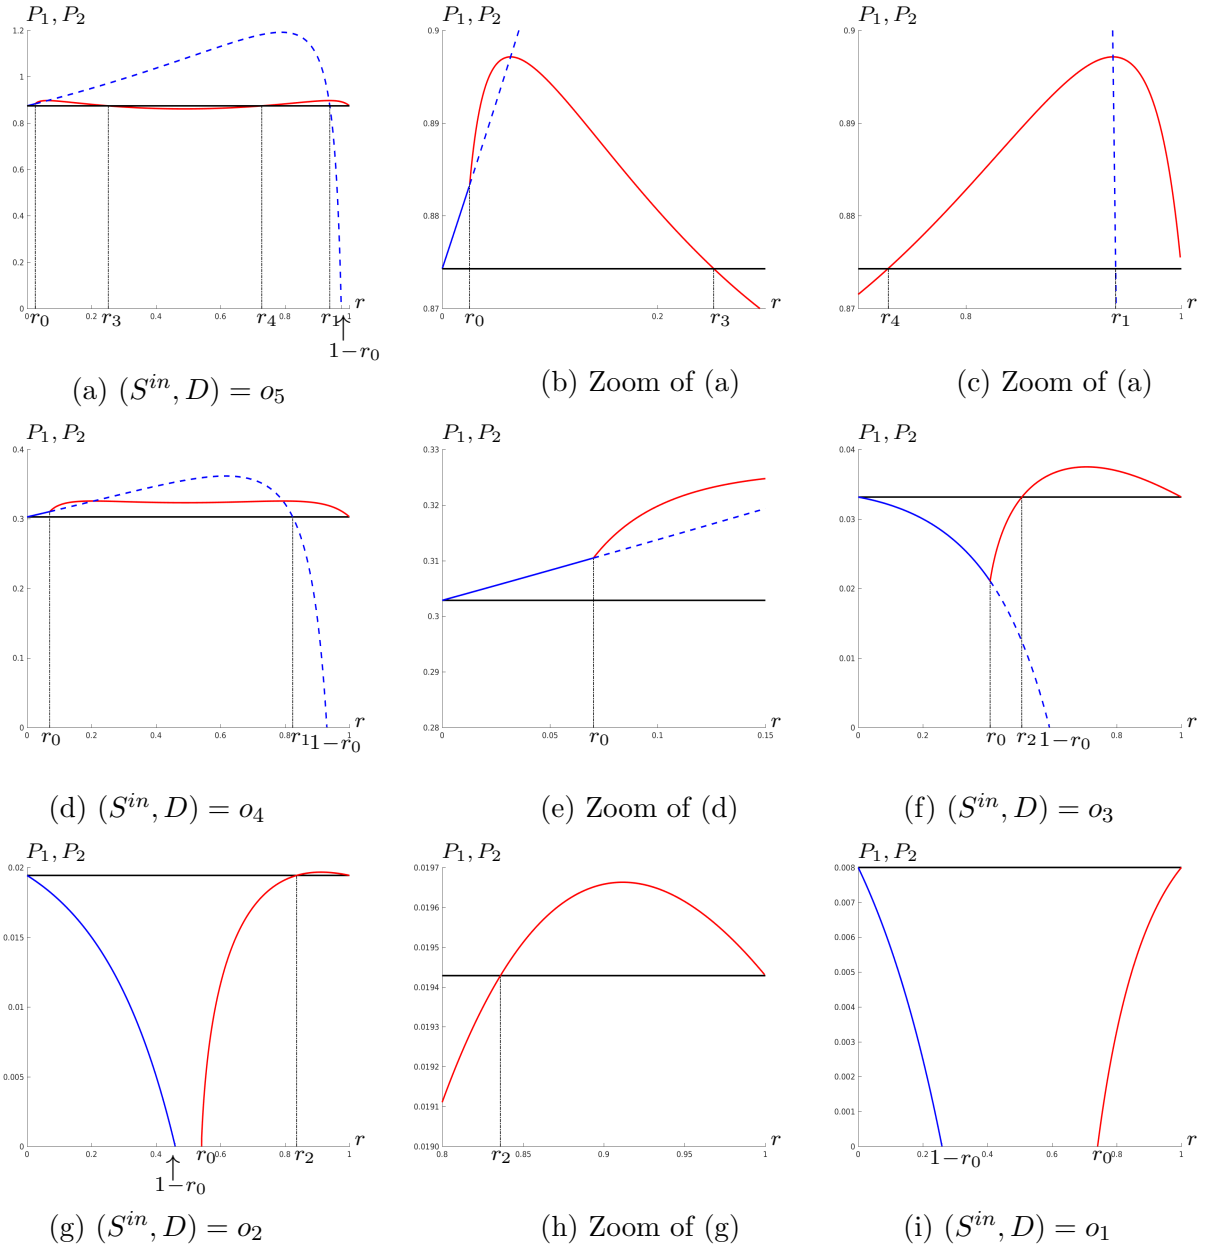 P₁, P₂
1.2
1
0.8
0.6
0.4
0.2
0
r₀ 0.2 r₃ 0.4 0.6 r₄ 0.8 r₁ 1 r
1−r₀
(a) (Sⁱⁿ, D) = o₅
P₁, P₂
0.9
0.89
0.88
0.87
0 r₀ 0.2 r₃ r
(b) Zoom of (a)
P₁, P₂
0.9
0.89
0.88
0.87
r₄ 0.8 r₁ 1 r
(c) Zoom of (a)
P₁, P₂
0.4
0.3
0.2
0.1
0
0 r₀ 0.2 0.4 0.6 0.8 r₁ 1−r₀ 1 r
(d) (Sⁱⁿ, D) = o₄
P₁, P₂
0.33
0.32
0.31
0.3
0.29
0.28
0 0.05 r₀ 0.1 0.15 r
(e) Zoom of (d)
P₁, P₂
0.04
0.03
0.02
0.01
0
0 0.2 r₀ r₂ 1−r₀ 0.8 1 r
(f) (Sⁱⁿ, D) = o₃
P₁, P₂
0.02
0.015
0.01
0.005
0
0 0.2 0.4 r₀ 0.6 0.8 r₂ 1 r
1−r₀
(g) (Sⁱⁿ, D) = o₂
P₁, P₂
0.0197
0.0196
0.0195
0.0194
0.0193
0.0192
0.0191
0.0190
0.8 r₂ 0.85 0.9 0.95 1 r
(h) Zoom of (g)
P₁, P₂
0.008
0.007
0.006
0.005
0.004
0.003
0.002
0.001
0
0 0.2 1−r₀ 0.4 0.6 r₀ 0.8 1 r
(i) (Sⁱⁿ, D) = o₁